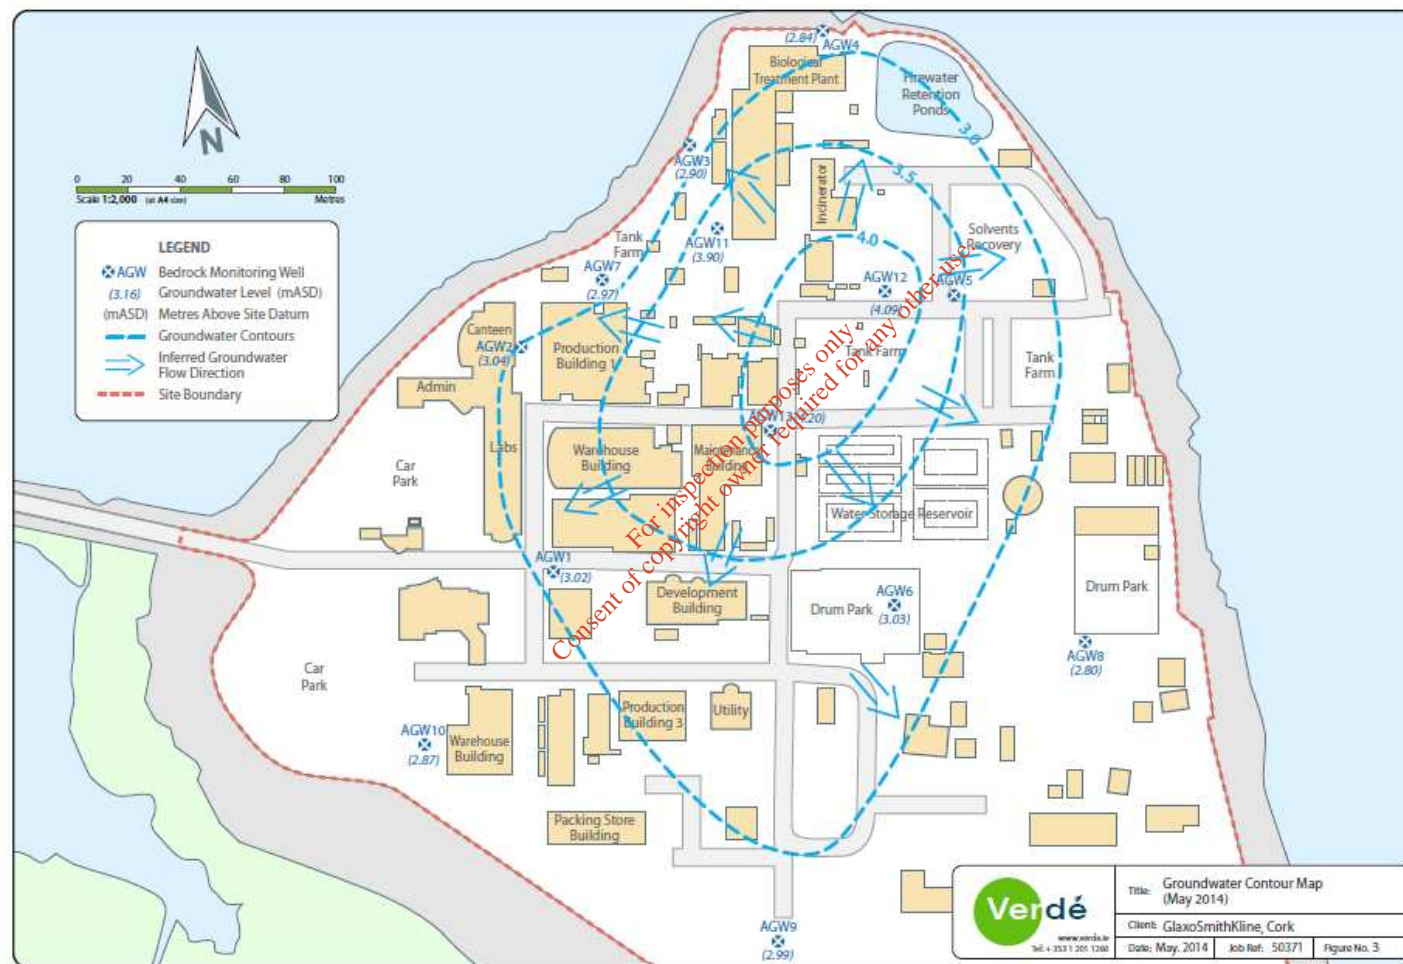 (2.84)
AGW4
Biological
Treatment Plant
Firewater
Retention
Ponds
3.0
N
AGW3
(2.90)
0 20 40 60 80 100
Scale 1:2,000 (at A4 size)
Metres
3.5
Incinerator
LEGEND
AGW Bedrock Monitoring Well
(3.16) Groundwater Level (mASD)
(mASD) Metres Above Site Datum
Groundwater Contours
Inferred Groundwater
Flow Direction
Site Boundary
Tank
Farm
AGW11
(3.90)
4.0
Solvents
Recovery
AGW7
(2.97)
AGW12
(4.09)
AGW5
Canteen
AGW2
(3.04)
Production
Building 1
Tank Farm
Tank
Farm
Admin
AGW13
Labs
Warehouse
Building
Maintenance
Building
Car
Park
For inspection purposes only.
Consent of copyright owner required for any other use.
Water Storage Reservoir
AGW1
(3.02)
Development
Building
Drum Park
AGW6
(3.03)
Drum Park
AGW8
(2.80)
Car
Park
Production
Building 3
Utility
AGW10
(2.87)
Warehouse
Building
Packing Store
Building
AGW9
(2.99)
Verdé
www.verde.ie
Tel: + 353 1 201 1260
Title: Groundwater Contour Map
(May 2014)
Client: GlaxoSmithKline, Cork
Date: May, 2014 Job Ref: 50371 Figure No. 3